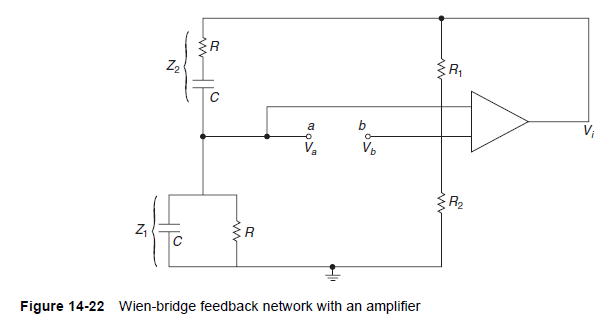 R
Z2
C
R1
a
b
Va
Vb
Vi
R2
Z1
C
R
Figure 14-22 Wien-bridge feedback network with an amplifier